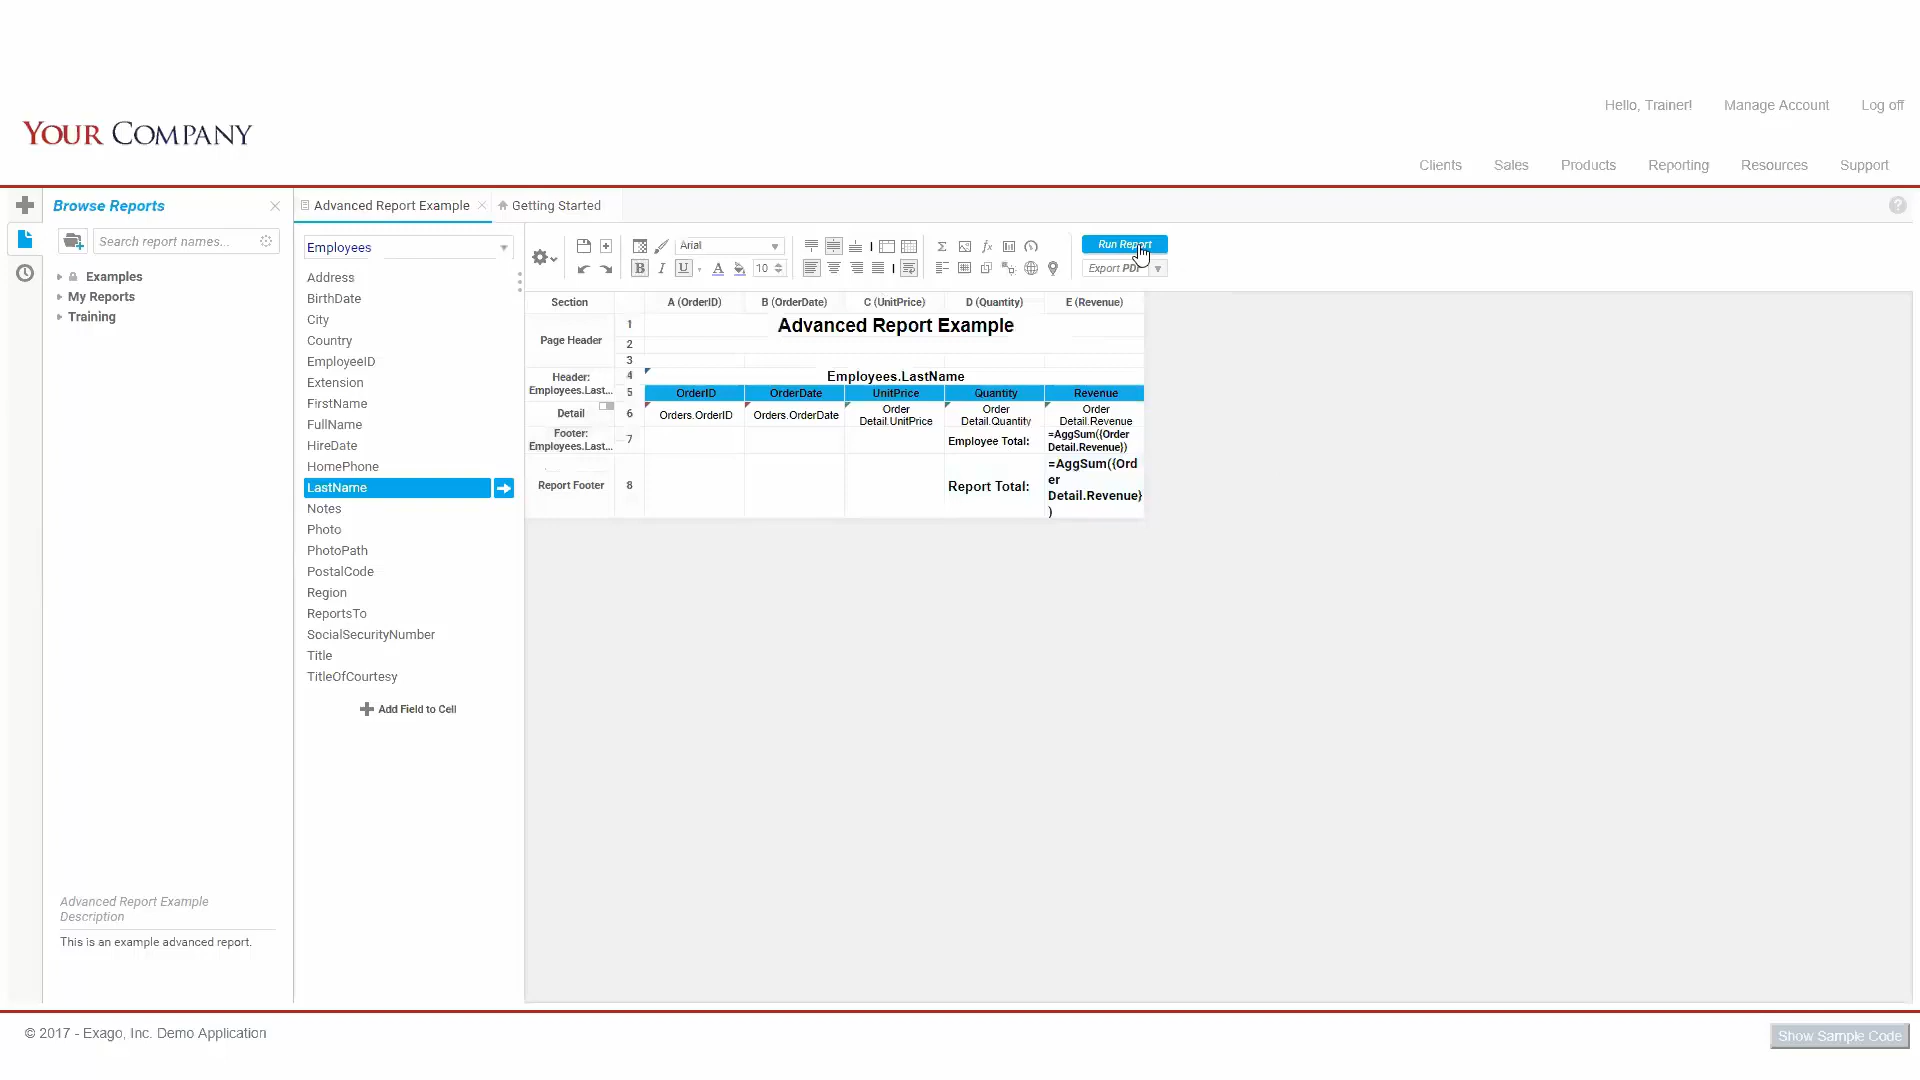 Hello, Trainer!
Manage Account
Log off
YOUR COMPANY
Clients
Sales
Products
Reporting
Resources
Support
Browse Reports
Advanced Report Example
Getting Started
Search report names...
Employees
Arial
Run Report
B
I
U
A
10
Export PDF
Examples
My Reports
Training
Address
BirthDate
City
Country
EmployeeID
Extension
FirstName
FullName
HireDate
HomePhone
LastName
Notes
Photo
PhotoPath
PostalCode
Region
ReportsTo
SocialSecurityNumber
Title
TitleOfCourtesy
Add Field to Cell
Section
A (OrderID)
B (OrderDate)
C (UnitPrice)
D (Quantity)
E (Revenue)
Page Header
1
Advanced Report Example
2
3
Header:
Employees.Last...
4
Employees.LastName
5
OrderID
OrderDate
UnitPrice
Quantity
Revenue
Detail
6
Orders.OrderID
Orders.OrderDate
Order
Detail.UnitPrice
Order
Detail.Quantity
Order
Detail.Revenue
Footer:
Employees.Last...
7
Employee Total:
=AggSum({Order
Detail.Revenue})
Report Footer
8
Report Total:
=AggSum({Ord
er
Detail.Revenue}
)
Advanced Report Example
Description
This is an example advanced report.
© 2017 - Exago, Inc. Demo Application
Show Sample Code